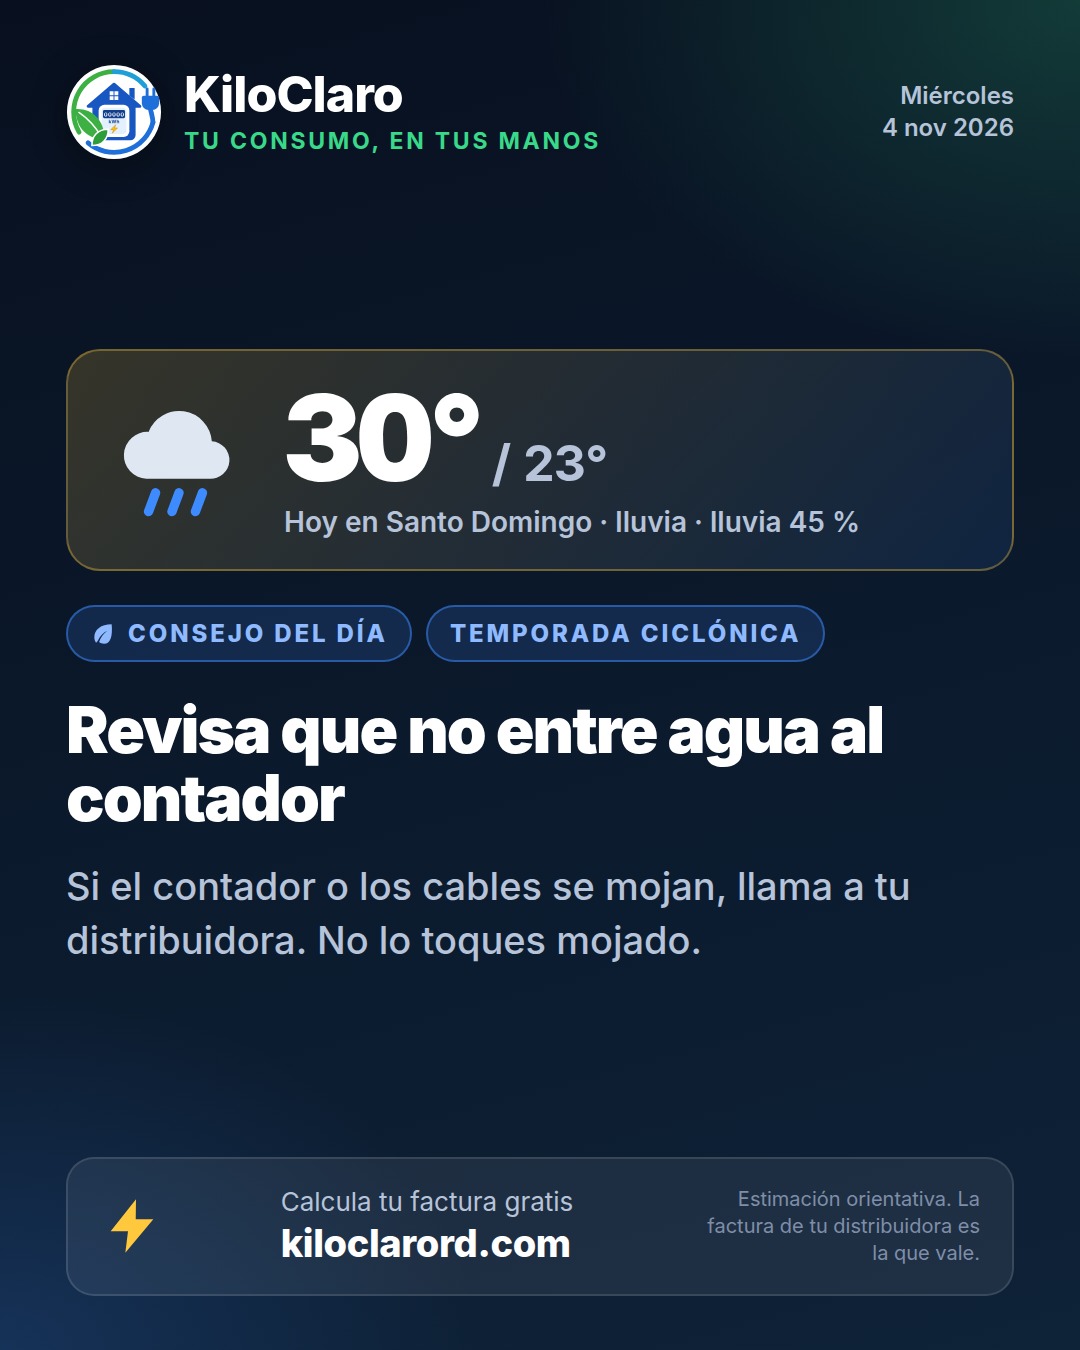 KiloClaro
TU CONSUMO, EN TUS MANOS
Miércoles
4 nov 2026
30° / 23°
Hoy en Santo Domingo · lluvia · lluvia 45 %
CONSEJO DEL DÍA
TEMPORADA CICLÓNICA
Revisa que no entre agua al
contador
Si el contador o los cables se mojan, llama a tu
distribuidora. No lo toques mojado.
Calcula tu factura gratis
kiloclarord.com
Estimación orientativa. La
factura de tu distribuidora es
la que vale.